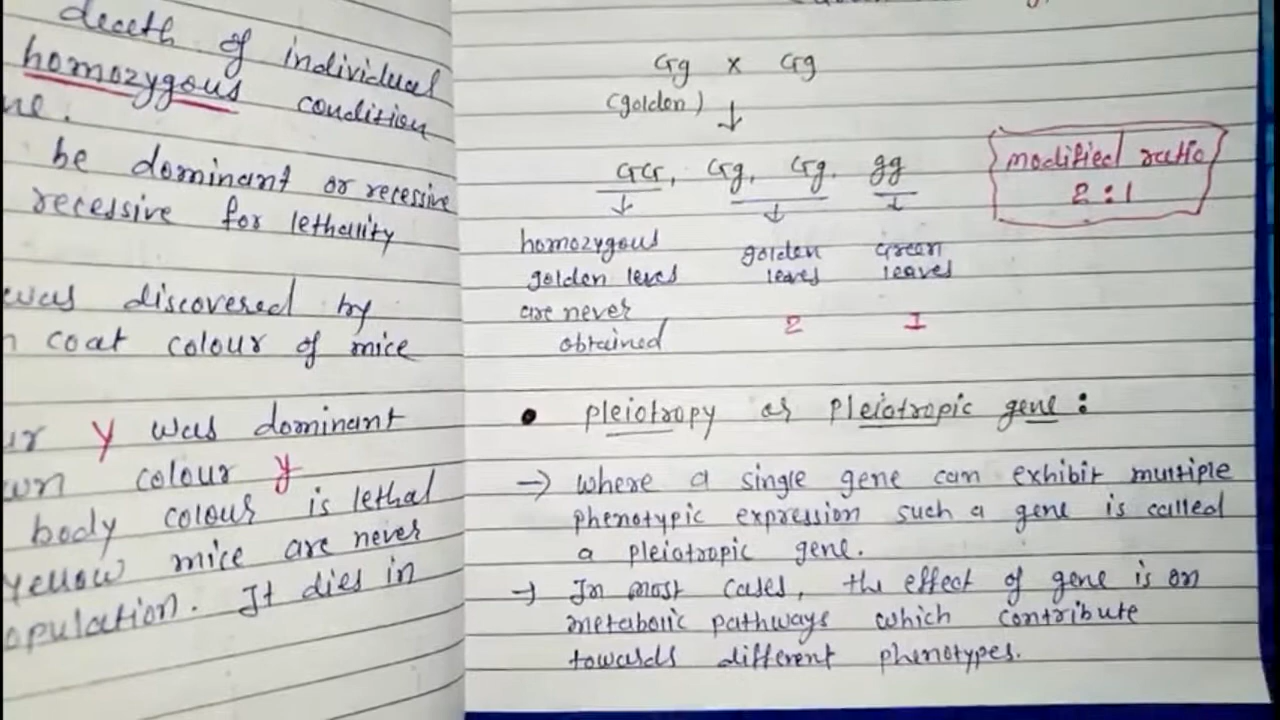 death of individual
homozygous condition
be dominant or recessive
recessive for lethality
was discovered by
coat colour of mice
Y was dominant
colour y
body colour is lethal
yellow mice are never
It dies in
Gg x Gg
(golden) ↓
GG, Gg, Gg. gg
↓ ↓ ↓
homozygous golden leves are never obtained
golden leaves
Green leaves
2 1
modified ratio
2 : 1
• pleiotropy or Pleiotropic gene :
→ where a single gene can exhibit multiple
phenotypic expression such a gene is called
a pleiotropic gene.
→ In most cases, the effect of gene is on
metabolic pathways which contribute
towards different phenotypes.